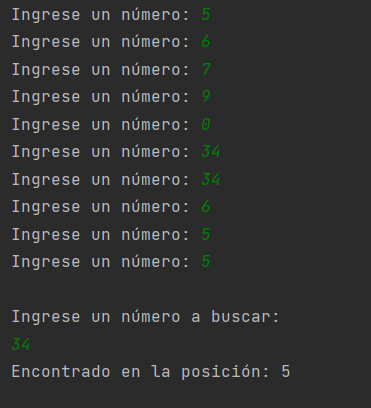 Ingrese un número: 5
Ingrese un número: 6
Ingrese un número: 7
Ingrese un número: 9
Ingrese un número: 0
Ingrese un número: 34
Ingrese un número: 34
Ingrese un número: 6
Ingrese un número: 5
Ingrese un número: 5
Ingrese un número a buscar:
34
Encontrado en la posición: 5